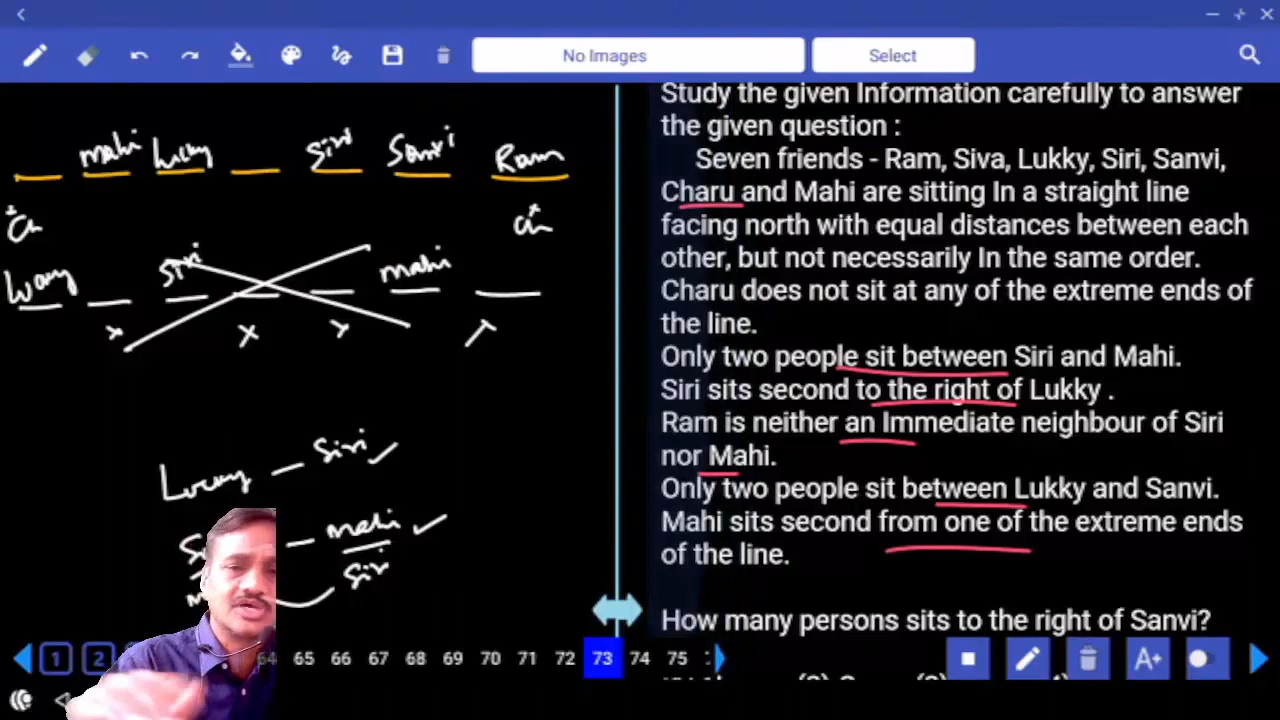 No Images
Select
mahi Lucky Siri Sanvi Ram
Siri mahi
Study the given Information carefully to answer
the given question :
Seven friends - Ram, Siva, Lukky, Siri, Sanvi,
Charu and Mahi are sitting In a straight line
facing north with equal distances between each
other, but not necessarily In the same order.
Charu does not sit at any of the extreme ends of
the line.
Only two people sit between Siri and Mahi.
Siri sits second to the right of Lukky .
Ram is neither an Immediate neighbour of Siri
nor Mahi.
Only two people sit between Lukky and Sanvi.
Mahi sits second from one of the extreme ends
of the line.
How many persons sits to the right of Sanvi?
Lucky — Siri
— mahi
Siri
1 2 64 65 66 67 68 69 70 71 72 73 74 75
A+